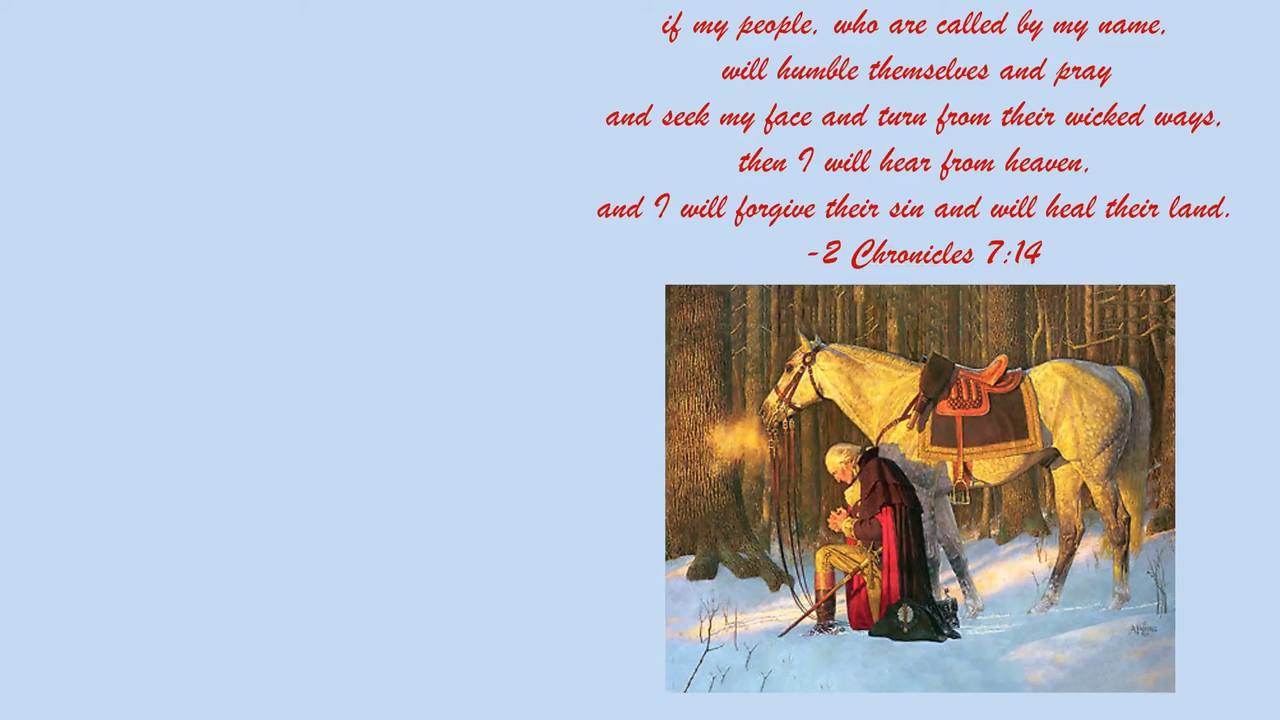 if my people, who are called by my name,
will humble themselves and pray
and seek my face and turn from their wicked ways,
then I will hear from heaven,
and I will forgive their sin and will heal their land.
-2 Chronicles 7:14